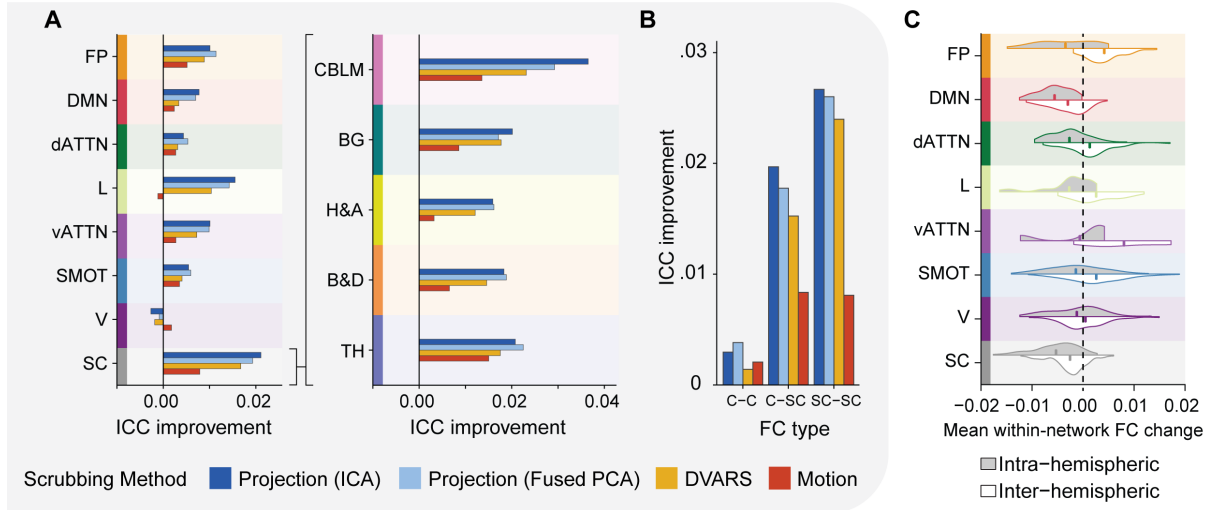 A
FP
DMN
dATTN
L
vATTN
SMOT
V
SC
0.00
0.02
ICC improvement
CBLM
BG
H&A
B&D
TH
0.00
0.02
0.04
ICC improvement
B
.03
.02
.01
0
ICC improvement
C−C
C−SC
SC−SC
FC type
C
FP
DMN
dATTN
L
vATTN
SMOT
V
SC
−0.02
−0.01
0.00
0.01
0.02
Mean within−network FC change
Intra−hemispheric
Inter−hemispheric
Scrubbing Method
Projection (ICA)
Projection (Fused PCA)
DVARS
Motion